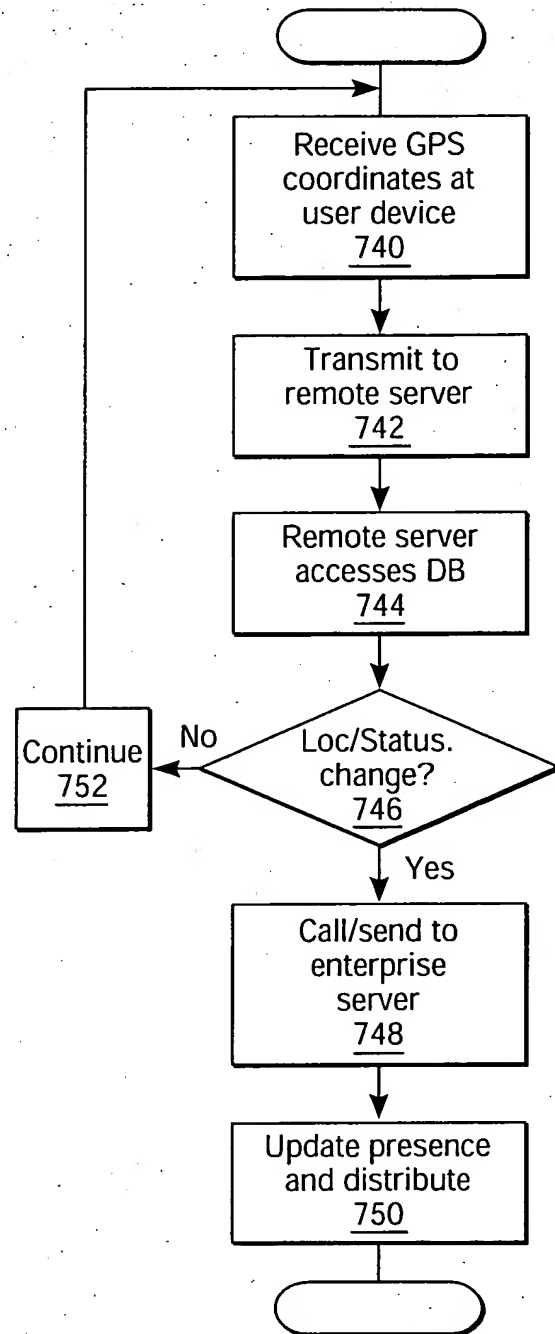 Receive GPS
coordinates at
user device
740
Transmit to
remote server
742
Remote server
accesses DB
744
Loc/Status.
change?
746
No
Continue
752
Yes
Call/send to
enterprise
server
748
Update presence
and distribute
750